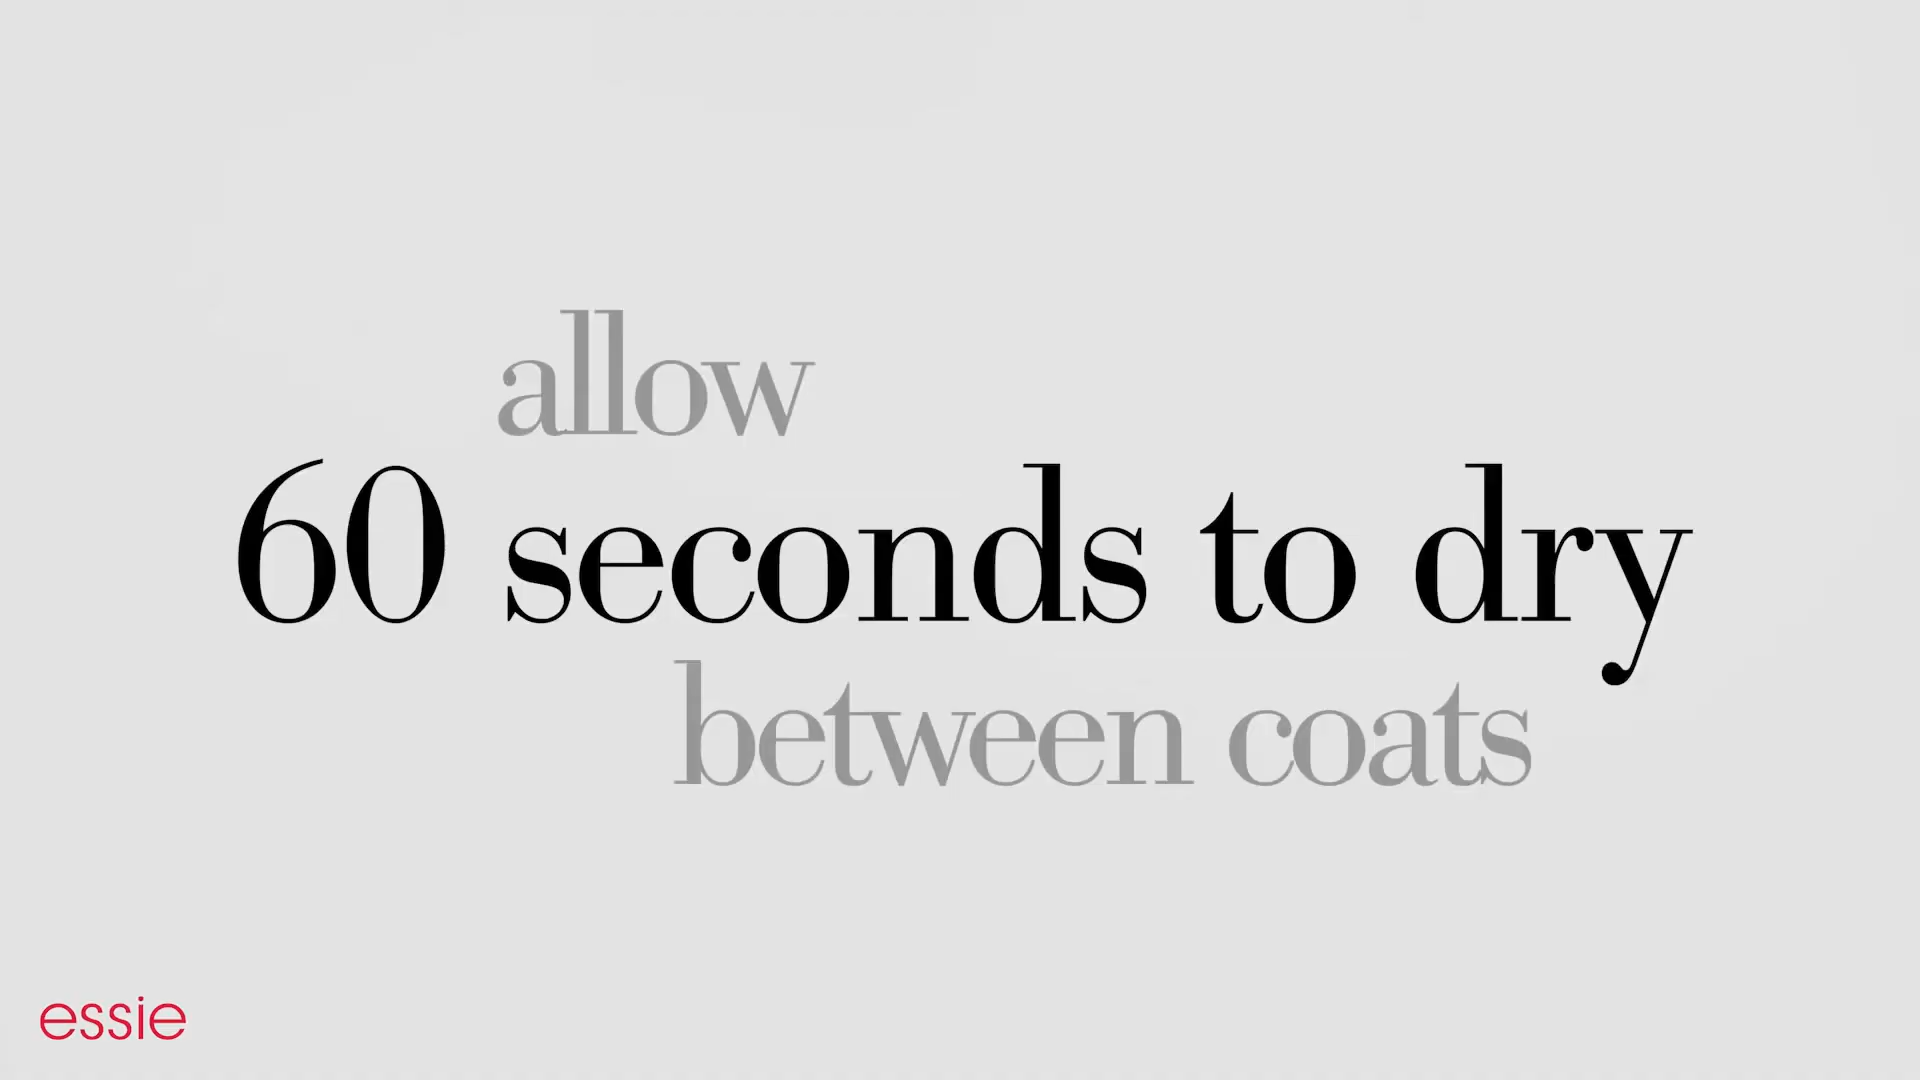 allow
60 seconds to dry
between coats
essie